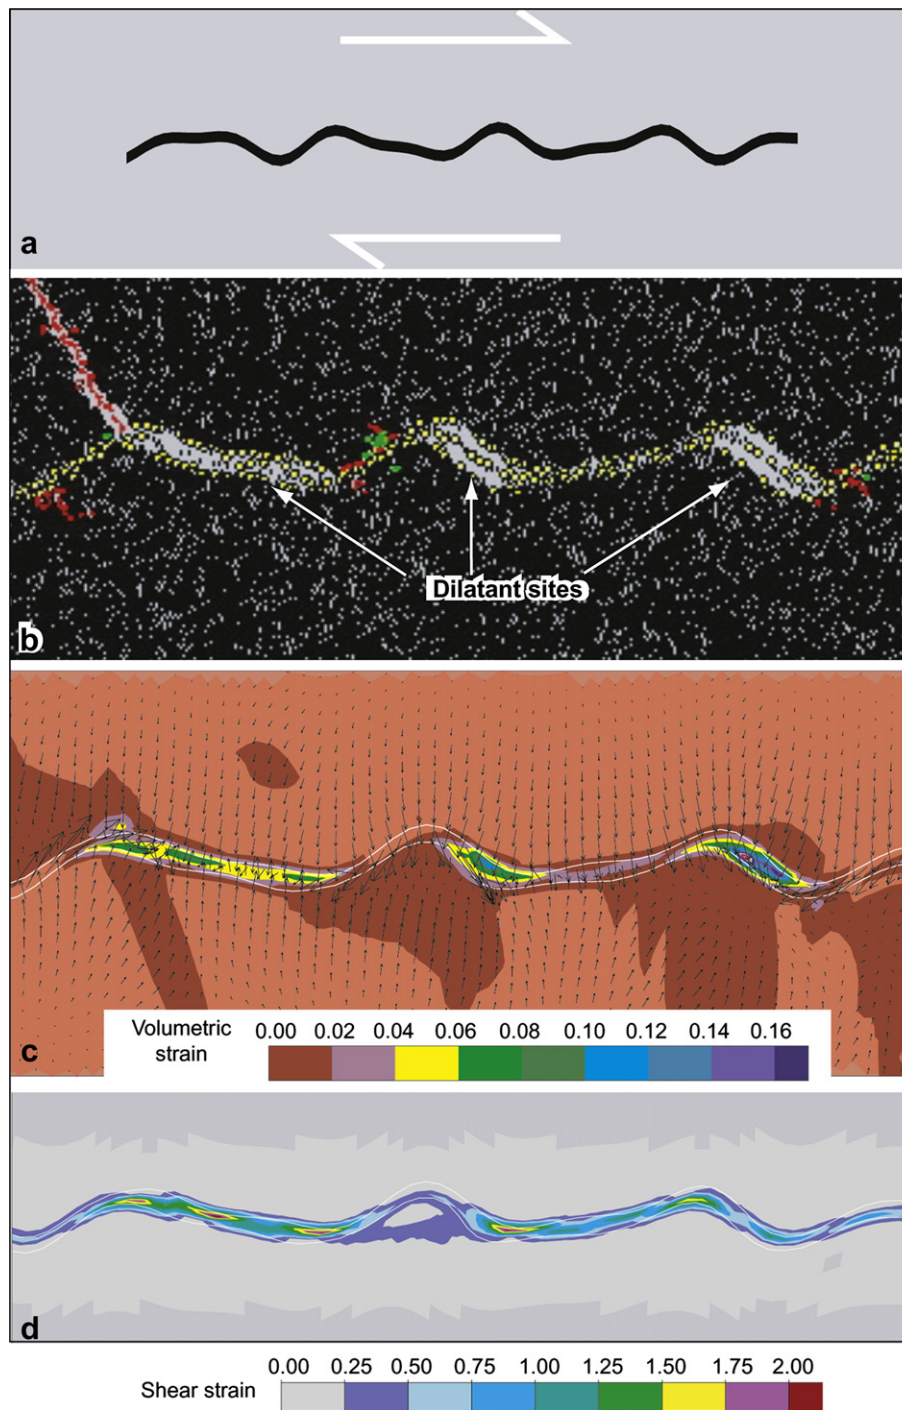 a
Dilatant sites
b
Volumetric strain
0.00 0.02 0.04 0.06 0.08 0.10 0.12 0.14 0.16
c
d
0.00 0.25 0.50 0.75 1.00 1.25 1.50 1.75 2.00
Shear strain